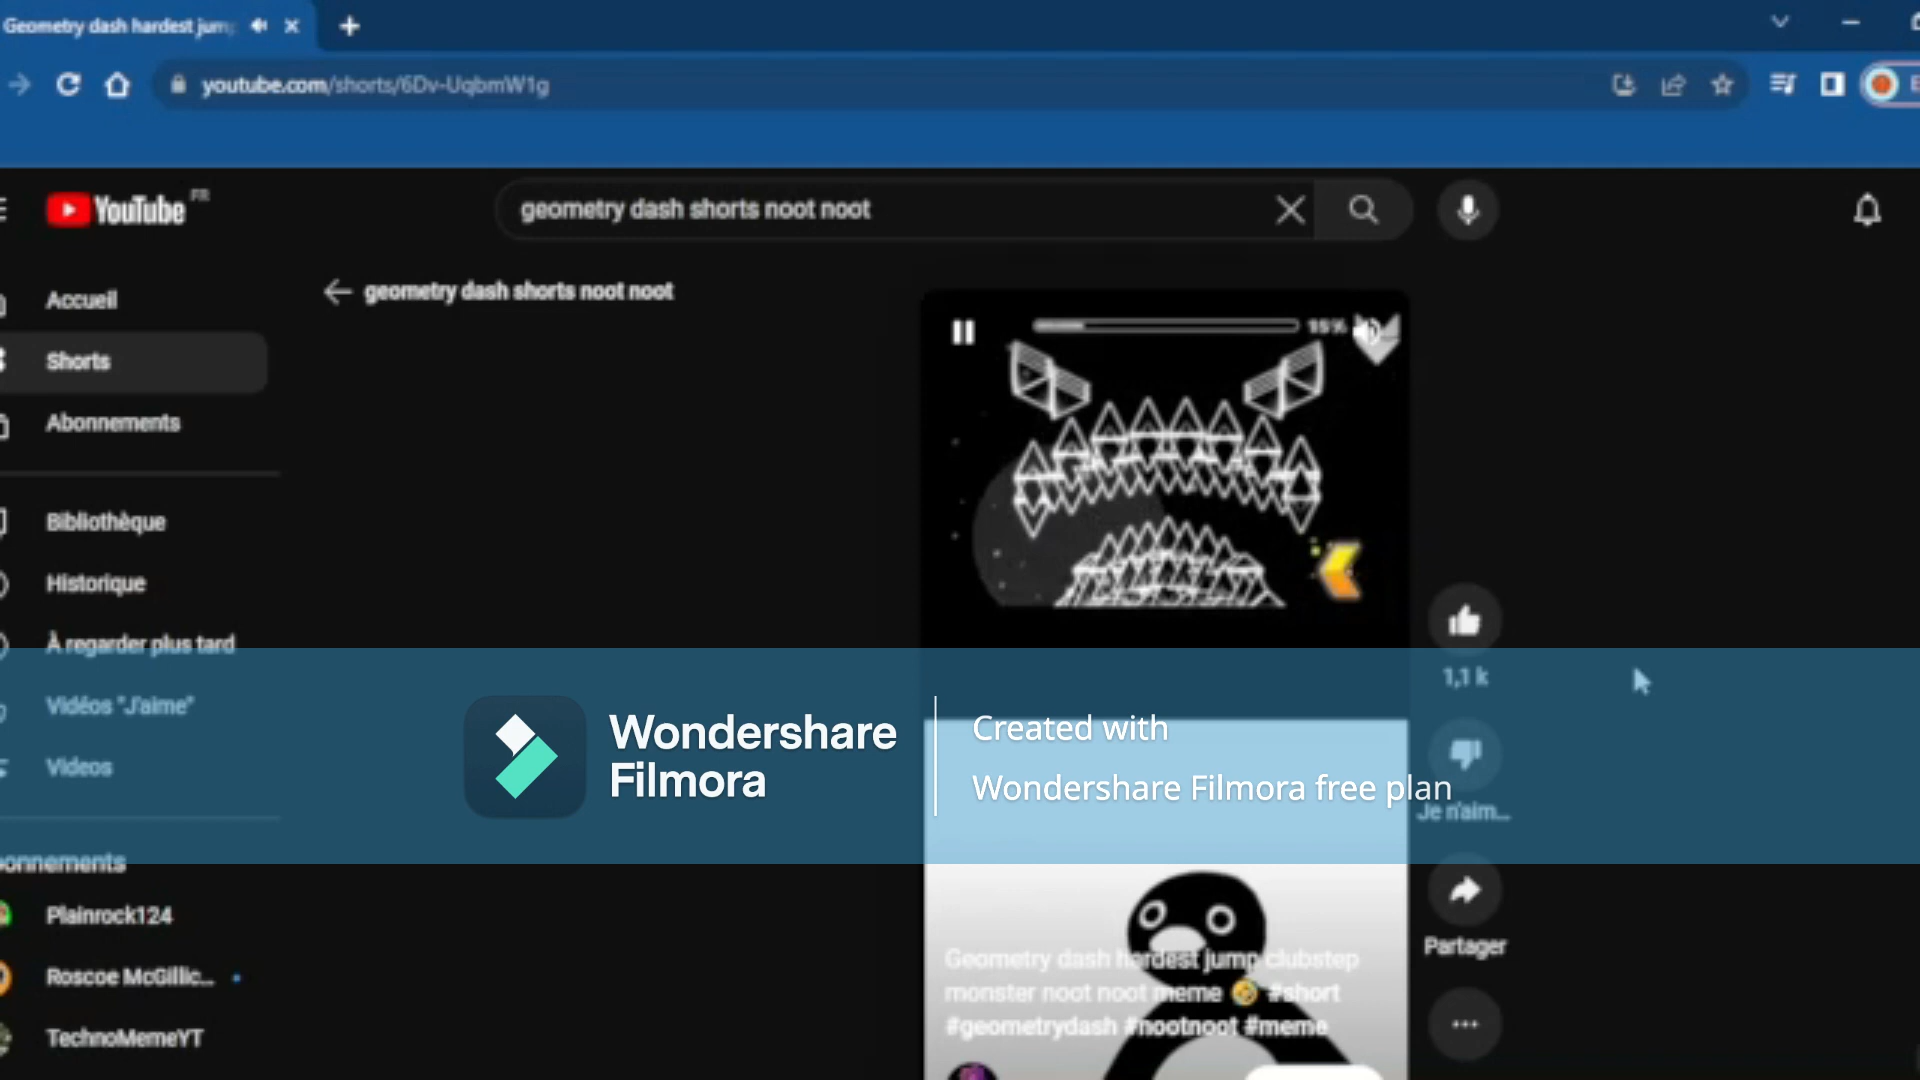 Geometry dash hardest jum
youtube.com/shorts/6Dv-UqbmW1g
YouTube FR
geometry dash shorts noot noot
geometry dash shorts noot noot
Accueil
Shorts
Abonnements
Bibliothèque
Historique
À regarder plus tard
Vidéos "J'aime"
Videos
onnements
Plainrock124
Roscoe McGillic...
TechnoMemeYT
1,1 k
Je n'aim...
Partager
Geometry dash hardest jump clubstep
monster noot noot meme 🤣 #short
#geometrydash #nootnoot #meme
Wondershare
Filmora
Created with
Wondershare Filmora free plan